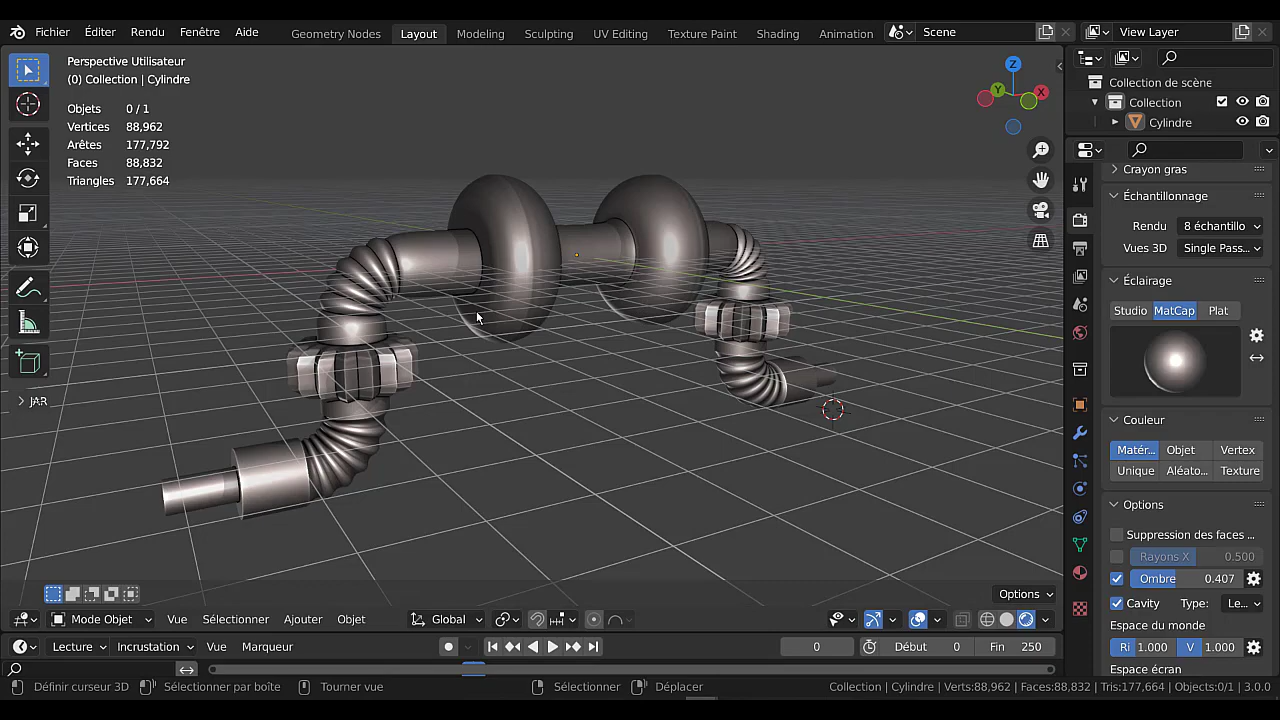 Fichier Éditer Rendu Fenêtre Aide Geometry Nodes Layout Modeling Sculpting UV Editing Texture Paint Shading Animation Scene View Layer
Perspective Utilisateur
(0) Collection | Cylindre
Objets 0 / 1
Vertices 88,962
Arêtes 177,792
Faces 88,832
Triangles 177,664
Z
Y
X
JAR
Collection de scène
Collection
Cylindre
Crayon gras
Échantillonnage
Rendu 8 échantillo
Vues 3D Single Pass...
Éclairage
Studio MatCap Plat
Couleur
Matér... Objet Vertex
Unique Aléato... Texture
Options
Suppression des faces ...
Rayons X 0.500
Ombre 0.407
Cavity Type: Le...
Espace du monde
Ri 1.000 V 1.000
Espace écran
Options
Mode Objet Vue Sélectionner Ajouter Objet Global
Lecture Incrustation Vue Marqueur 0 Début 0 Fin 250
Définir curseur 3D Sélectionner par boîte Tourner vue Sélectionner Déplacer Collection | Cylindre | Verts:88,962 | Faces:88,832 | Tris:177,664 | Objects:0/1 | 3.0.0